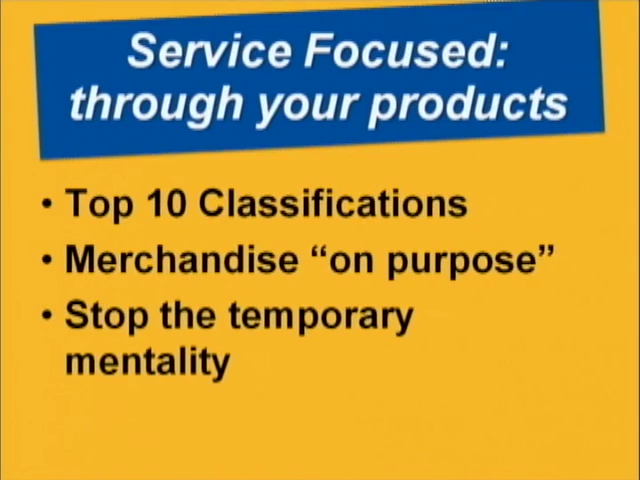 Service Focused:
through your products
• Top 10 Classifications
• Merchandise “on purpose”
• Stop the temporary
mentality